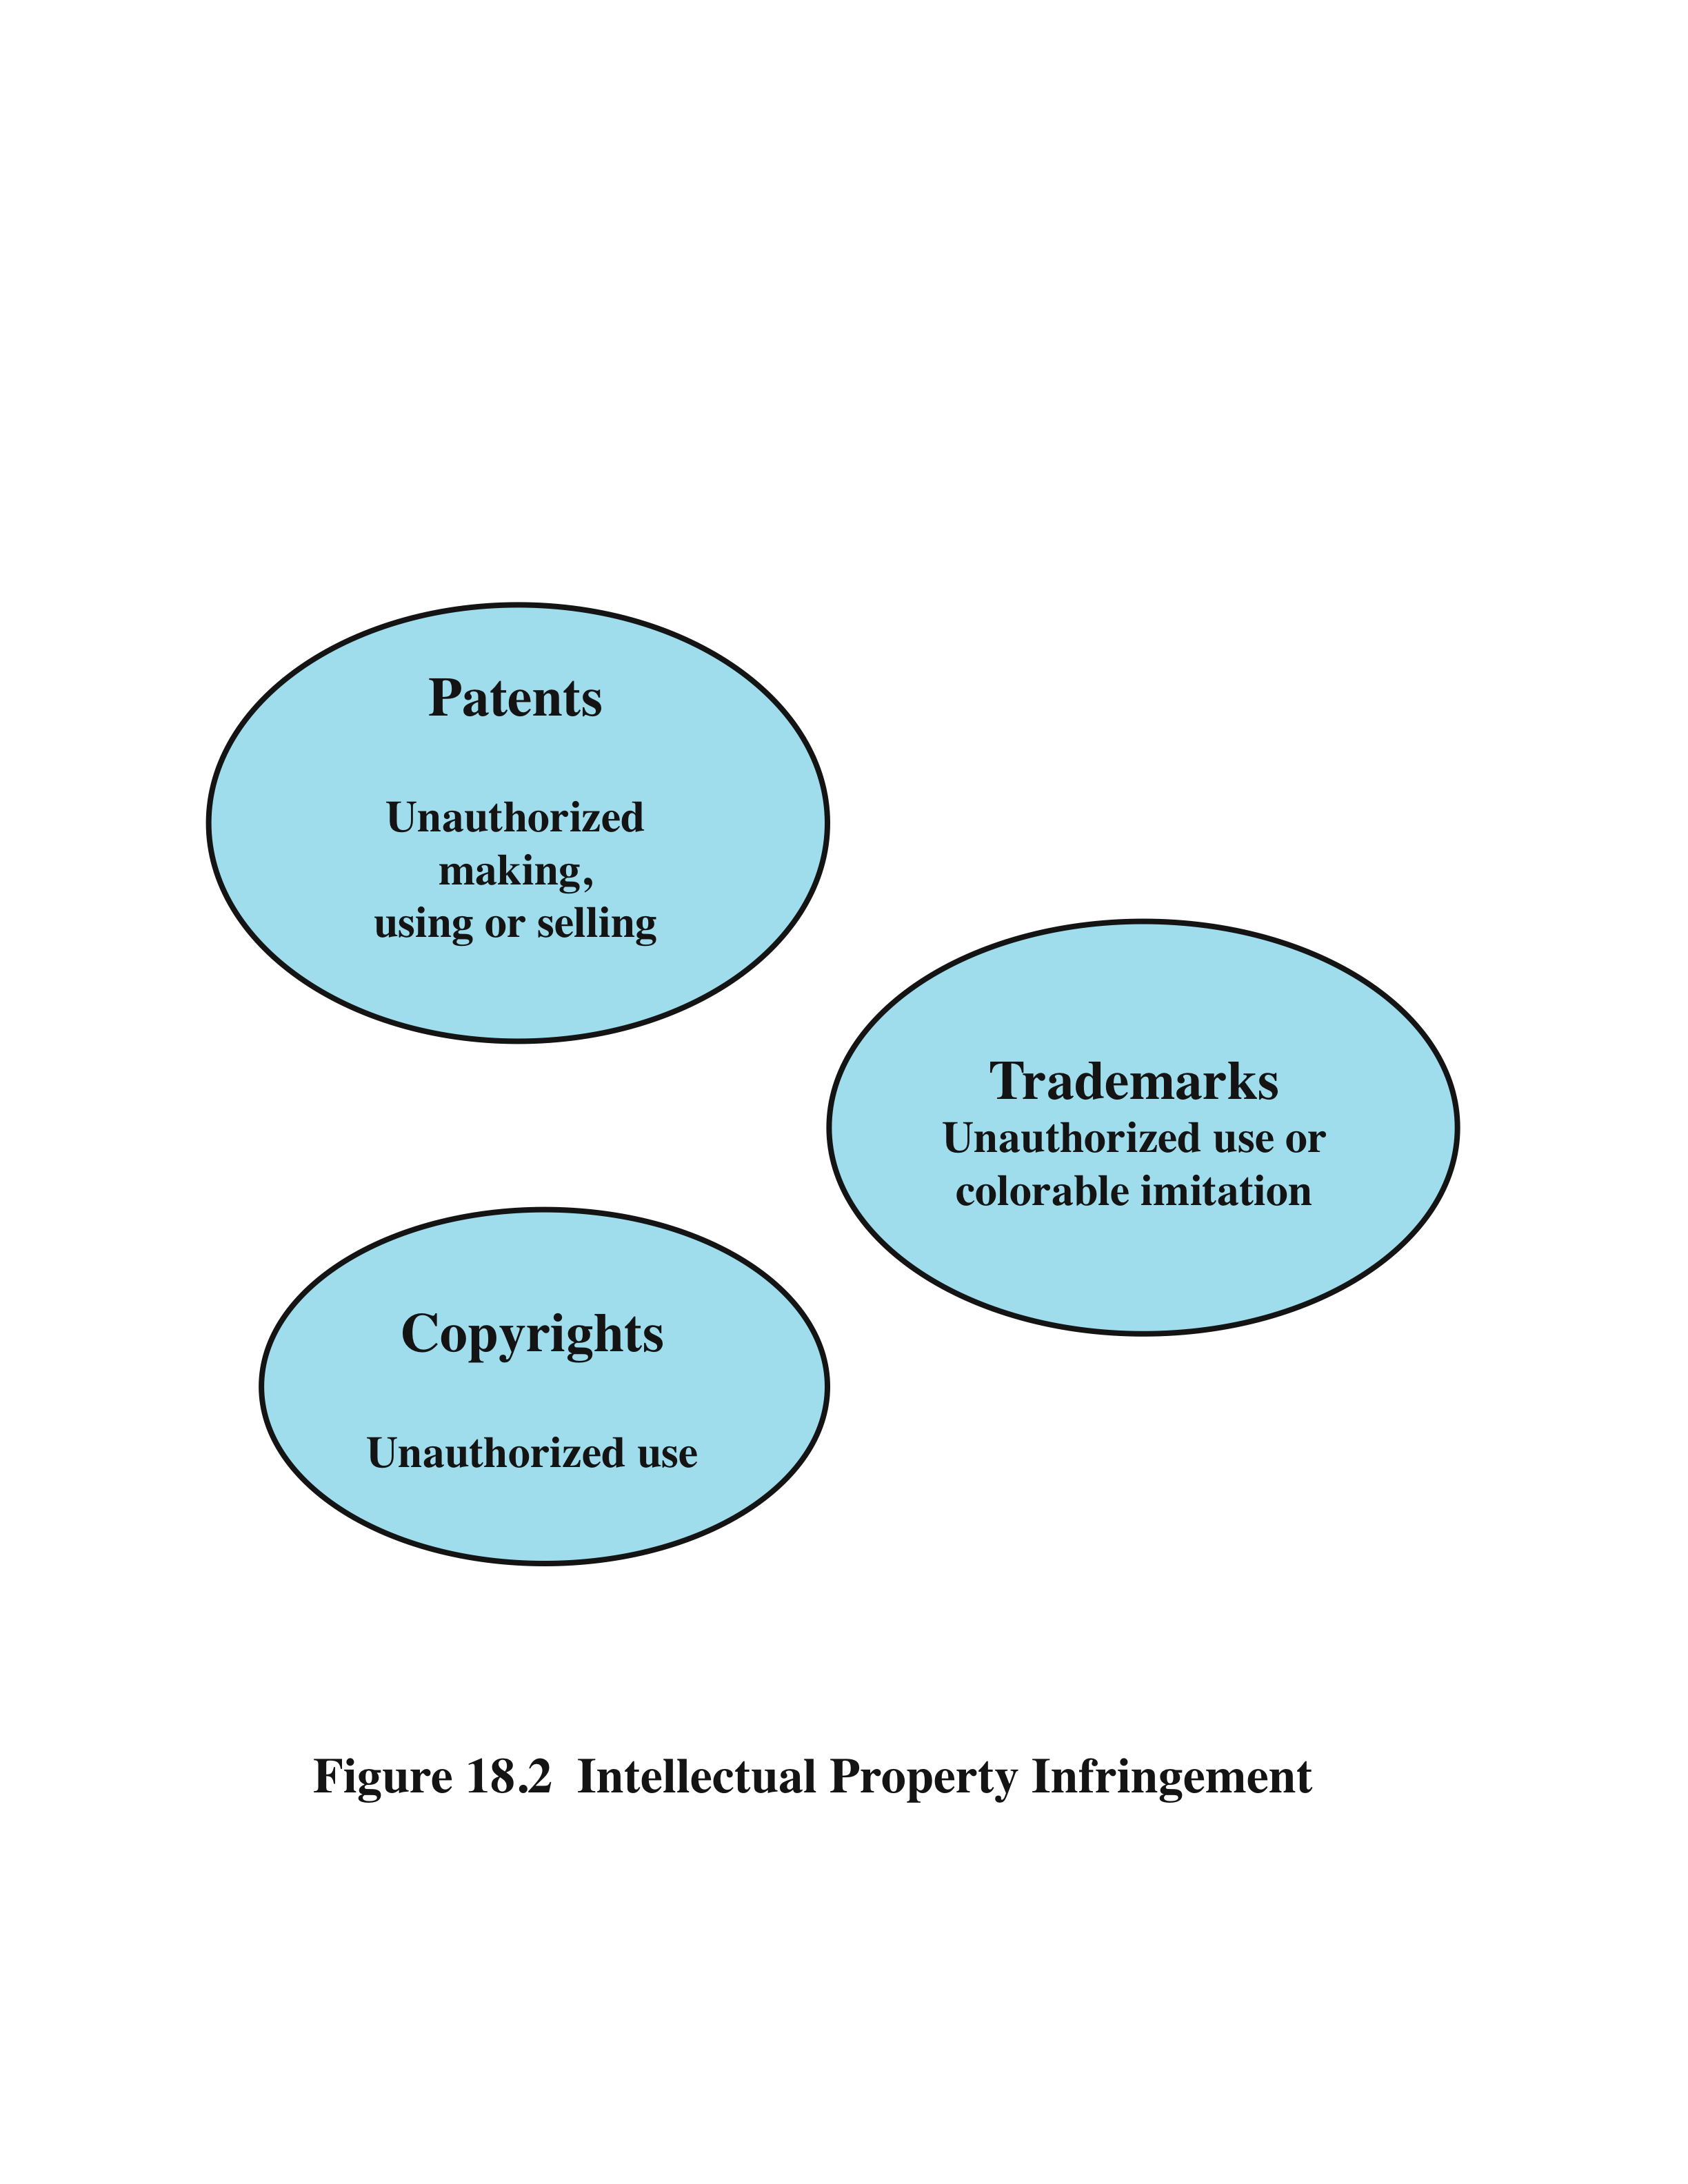 Patents
Unauthorized
making,
using or selling
Trademarks
Unauthorized use or
colorable imitation
Copyrights
Unauthorized use
Figure 18.2  Intellectual Property Infringement